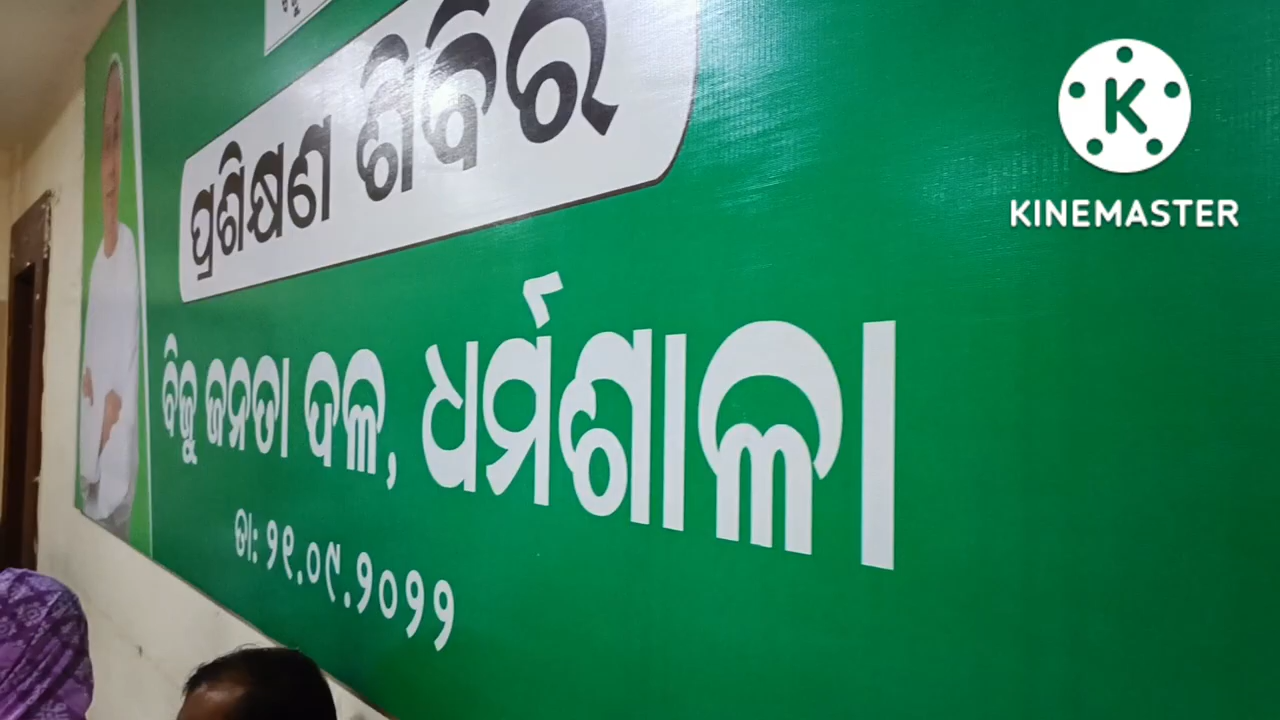 ପ୍ରଶିକ୍ଷଣ ଶିବିର
ବିଜୁ ଜନତା ଦଳ, ଧର୍ମଶାଳା
ତା: ୨୧.୦୯.୨୦୨୨
K
KINEMASTER